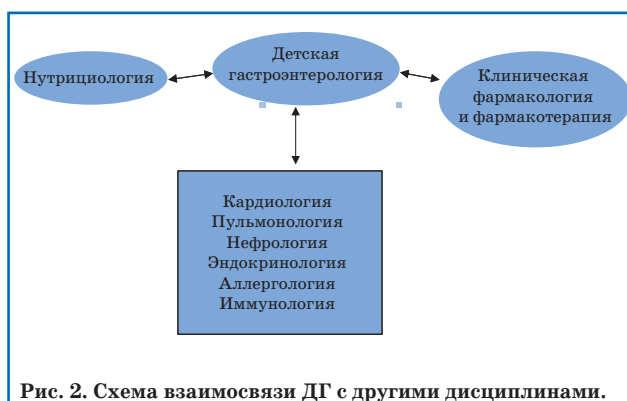 Детская
гастроэнтерология
Нутрициология
Клиническая
фармакология
и фармакотерапия
Кардиология
Пульмонология
Нефрология
Эндокринология
Аллергология
Иммунология
Рис. 2. Схема взаимосвязи ДГ с другими дисциплинами.